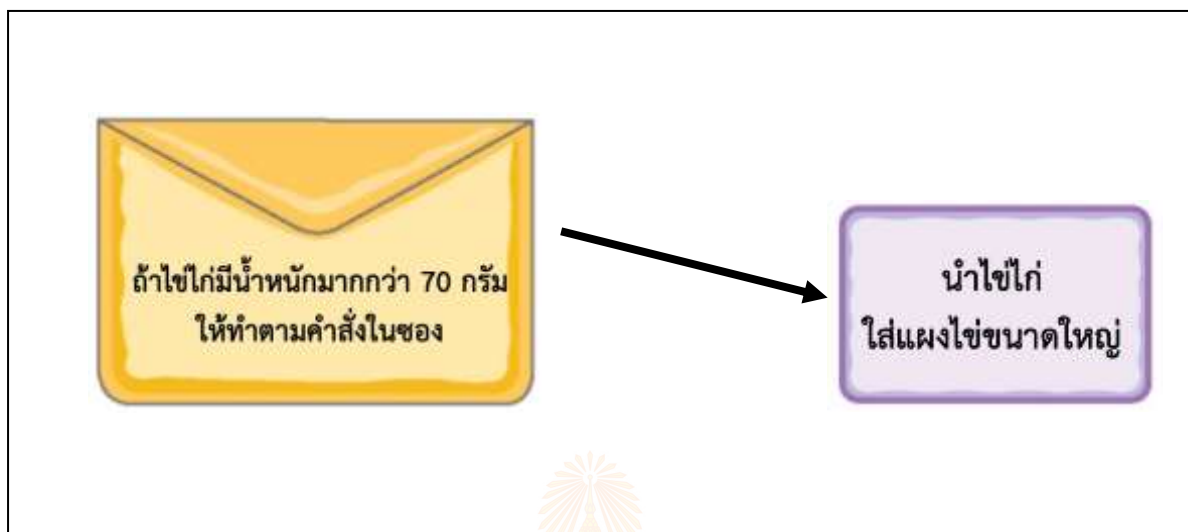 ถ้าไข่ไก่มีน้ำหนักมากกว่า 70 กรัม
ให้ทำตามคำสั่งในซอง
นำไข่ไก่
ใส่แผงไข่ขนาดใหญ่